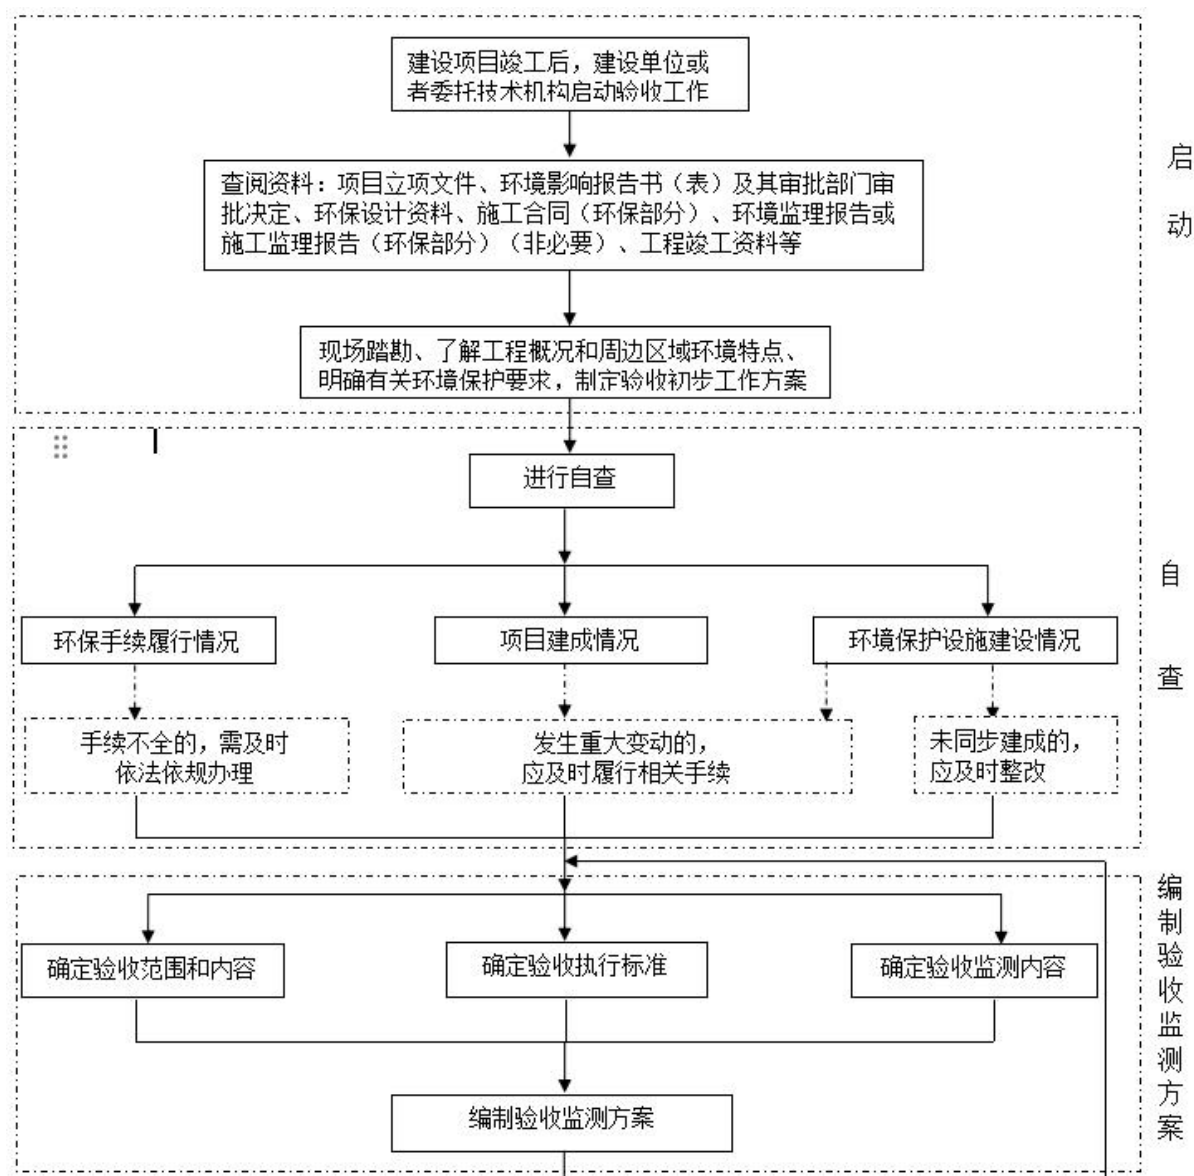 建设项目竣工后，建设单位或
者委托技术机构启动验收工作
启
动
查阅资料：项目立项文件、环境影响报告书（表）及其审批部门审
批决定、环保设计资料、施工合同（环保部分）、环境监理报告或
施工监理报告（环保部分）（非必要）、工程竣工资料等
现场踏勘、了解工程概况和周边区域环境特点、
明确有关环境保护要求，制定验收初步工作方案
进行自查
自
查
环保手续履行情况
项目建成情况
环境保护设施建设情况
手续不全的，需及时
依法依规办理
发生重大变动的，
应及时履行相关手续
未同步建成的，
应及时整改
编
制
验
收
监
测
方
案
确定验收范围和内容
确定验收执行标准
确定验收监测内容
编制验收监测方案